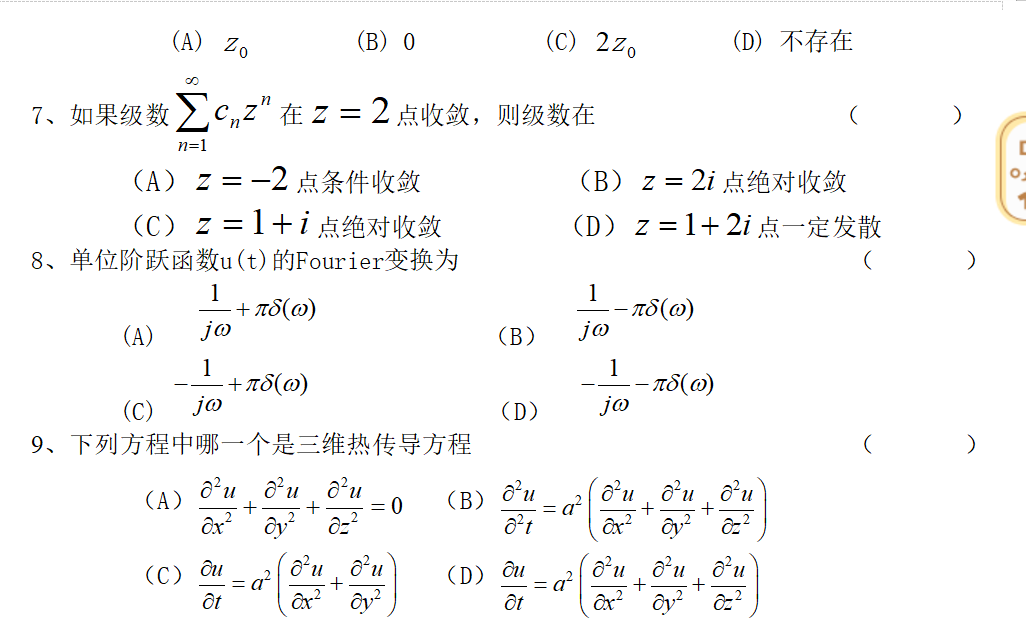 (A) z₀ (B) 0 (C) 2z₀ (D) 不存在
7、如果级数 ∑_{n=1}^{∞} cₙzⁿ 在 z = 2 点收敛，则级数在 （ ）
（A）z = −2 点条件收敛 （B）z = 2i 点绝对收敛
（C）z = 1 + i 点绝对收敛 （D）z = 1 + 2i 点一定发散
8、单位阶跃函数u(t)的Fourier变换为 （ ）
(A) 1/(jω) + πδ(ω) （B） 1/(jω) − πδ(ω)
(C) −1/(jω) + πδ(ω) （D） −1/(jω) − πδ(ω)
9、下列方程中哪一个是三维热传导方程 （ ）
（A）∂²u/∂x² + ∂²u/∂y² + ∂²u/∂z² = 0 （B）∂²u/∂²t = a²(∂²u/∂x² + ∂²u/∂y² + ∂²u/∂z²)
（C）∂u/∂t = a²(∂²u/∂x² + ∂²u/∂y²) （D）∂u/∂t = a²(∂²u/∂x² + ∂²u/∂y² + ∂²u/∂z²)